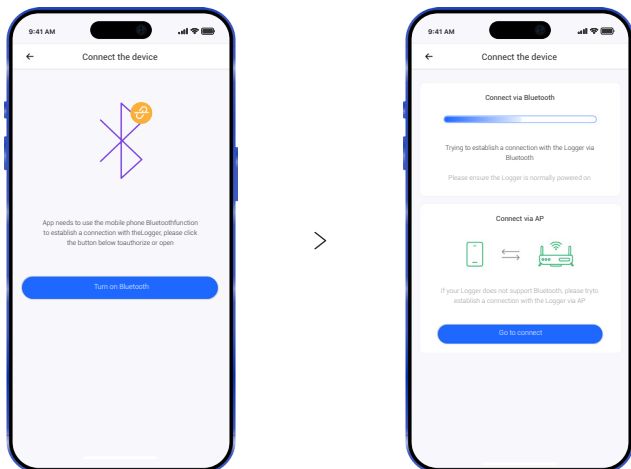 9:41 AM
Connect the device
App needs to use the mobile phone Bluetoothfunction
to establish a connection with theLogger, please click
the button below toauthorize or open
Turn on Bluetooth
>
9:41 AM
Connect the device
Connect via Bluetooth
Trying to establish a connection with the Logger via
Bluetooth
Please ensure the Logger is normally powered on
Connect via AP
If your Logger does not support Bluetooth, please tryto
establish a connection with the Logger via AP
Go to connect